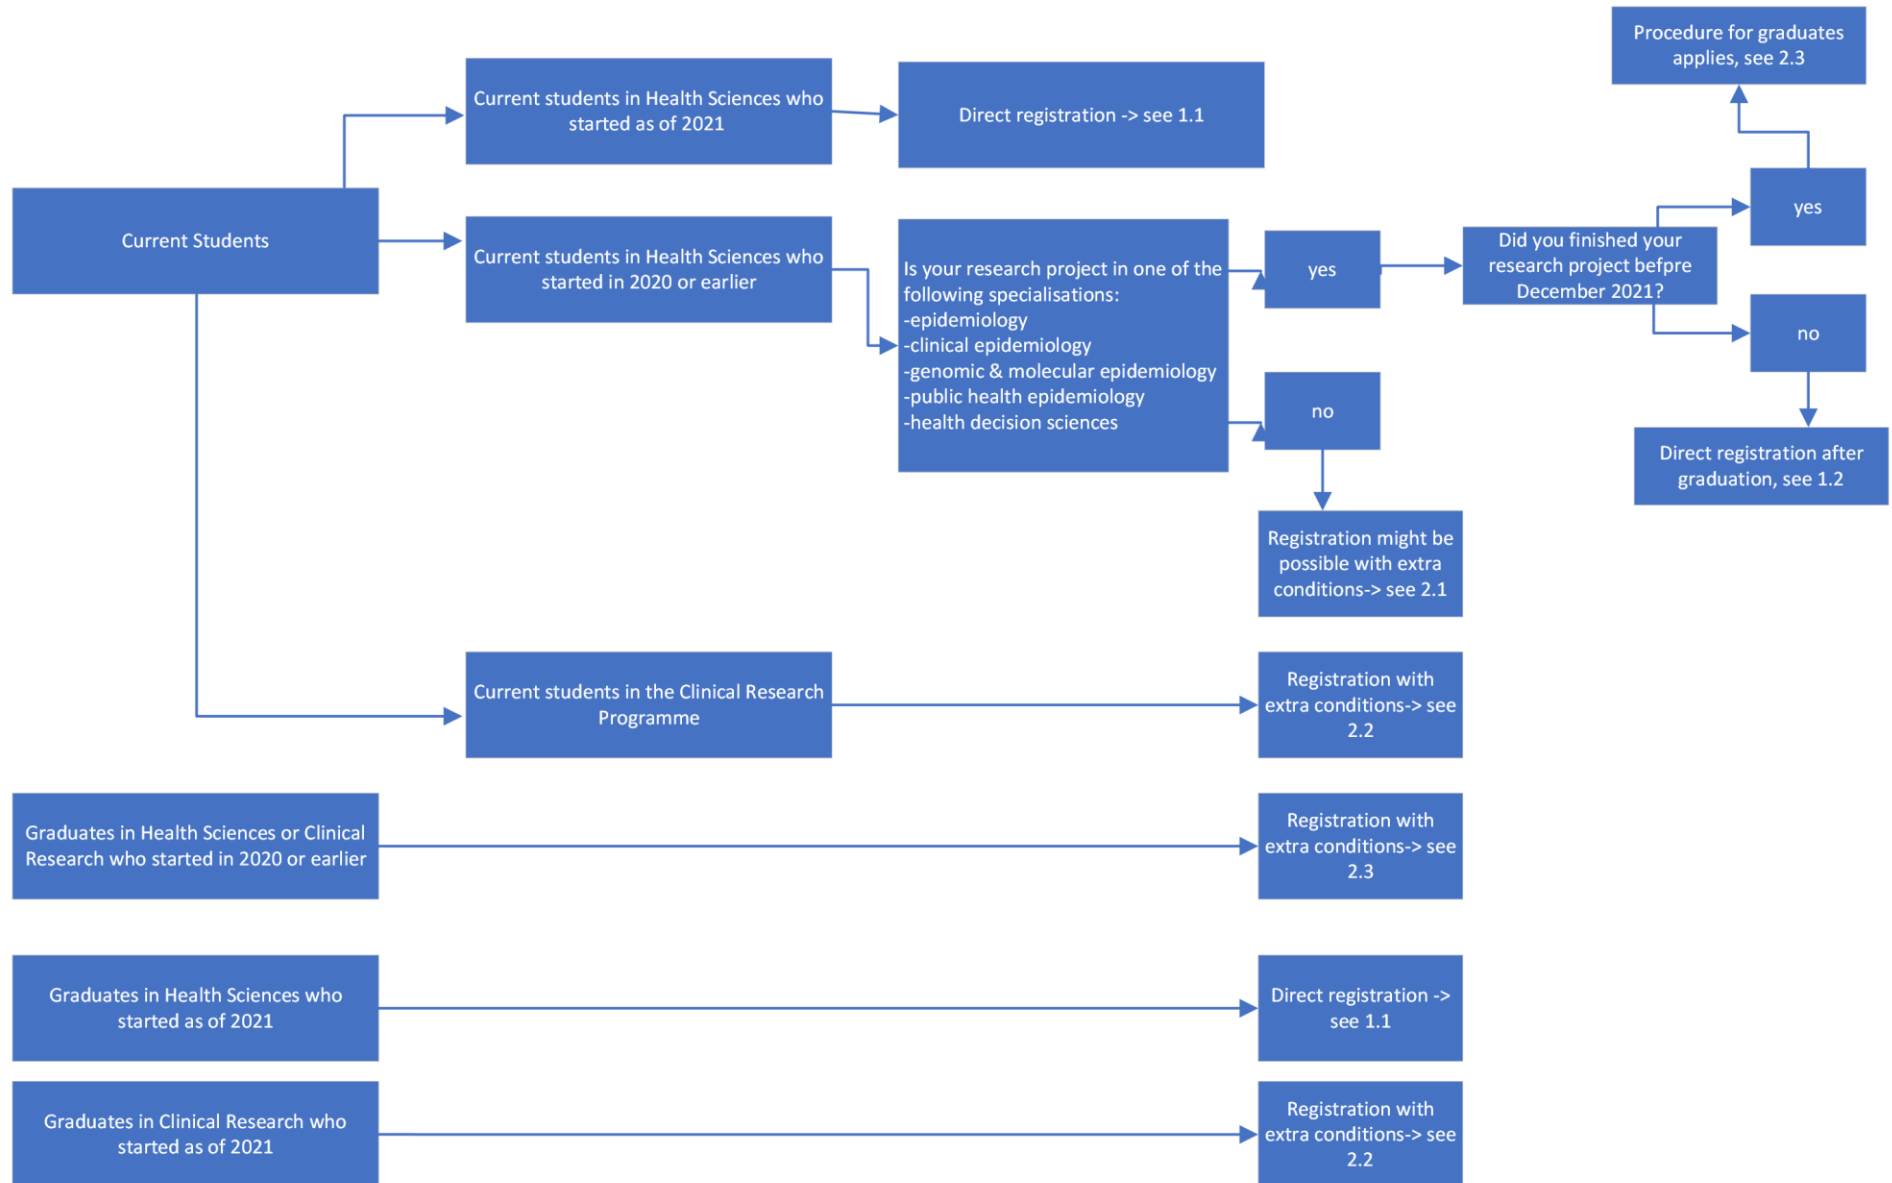 Procedure for graduates
applies, see 2.3
Current students in Health Sciences who
started as of 2021
Direct registration -> see 1.1
yes
Current Students
Current students in Health Sciences who
started in 2020 or earlier
Is your research project in one of the
following specialisations:
-epidemiology
-clinical epidemiology
-genomic & molecular epidemiology
-public health epidemiology
-health decision sciences
yes
Did you finished your
research project befpre
December 2021?
no
no
Direct registration after
graduation, see 1.2
Registration might be
possible with extra
conditions-> see 2.1
Current students in the Clinical Research
Programme
Registration with
extra conditions-> see
2.2
Graduates in Health Sciences or Clinical
Research who started in 2020 or earlier
Registration with
extra conditions-> see
2.3
Graduates in Health Sciences who
started as of 2021
Direct registration ->
see 1.1
Graduates in Clinical Research who
started as of 2021
Registration with
extra conditions-> see
2.2